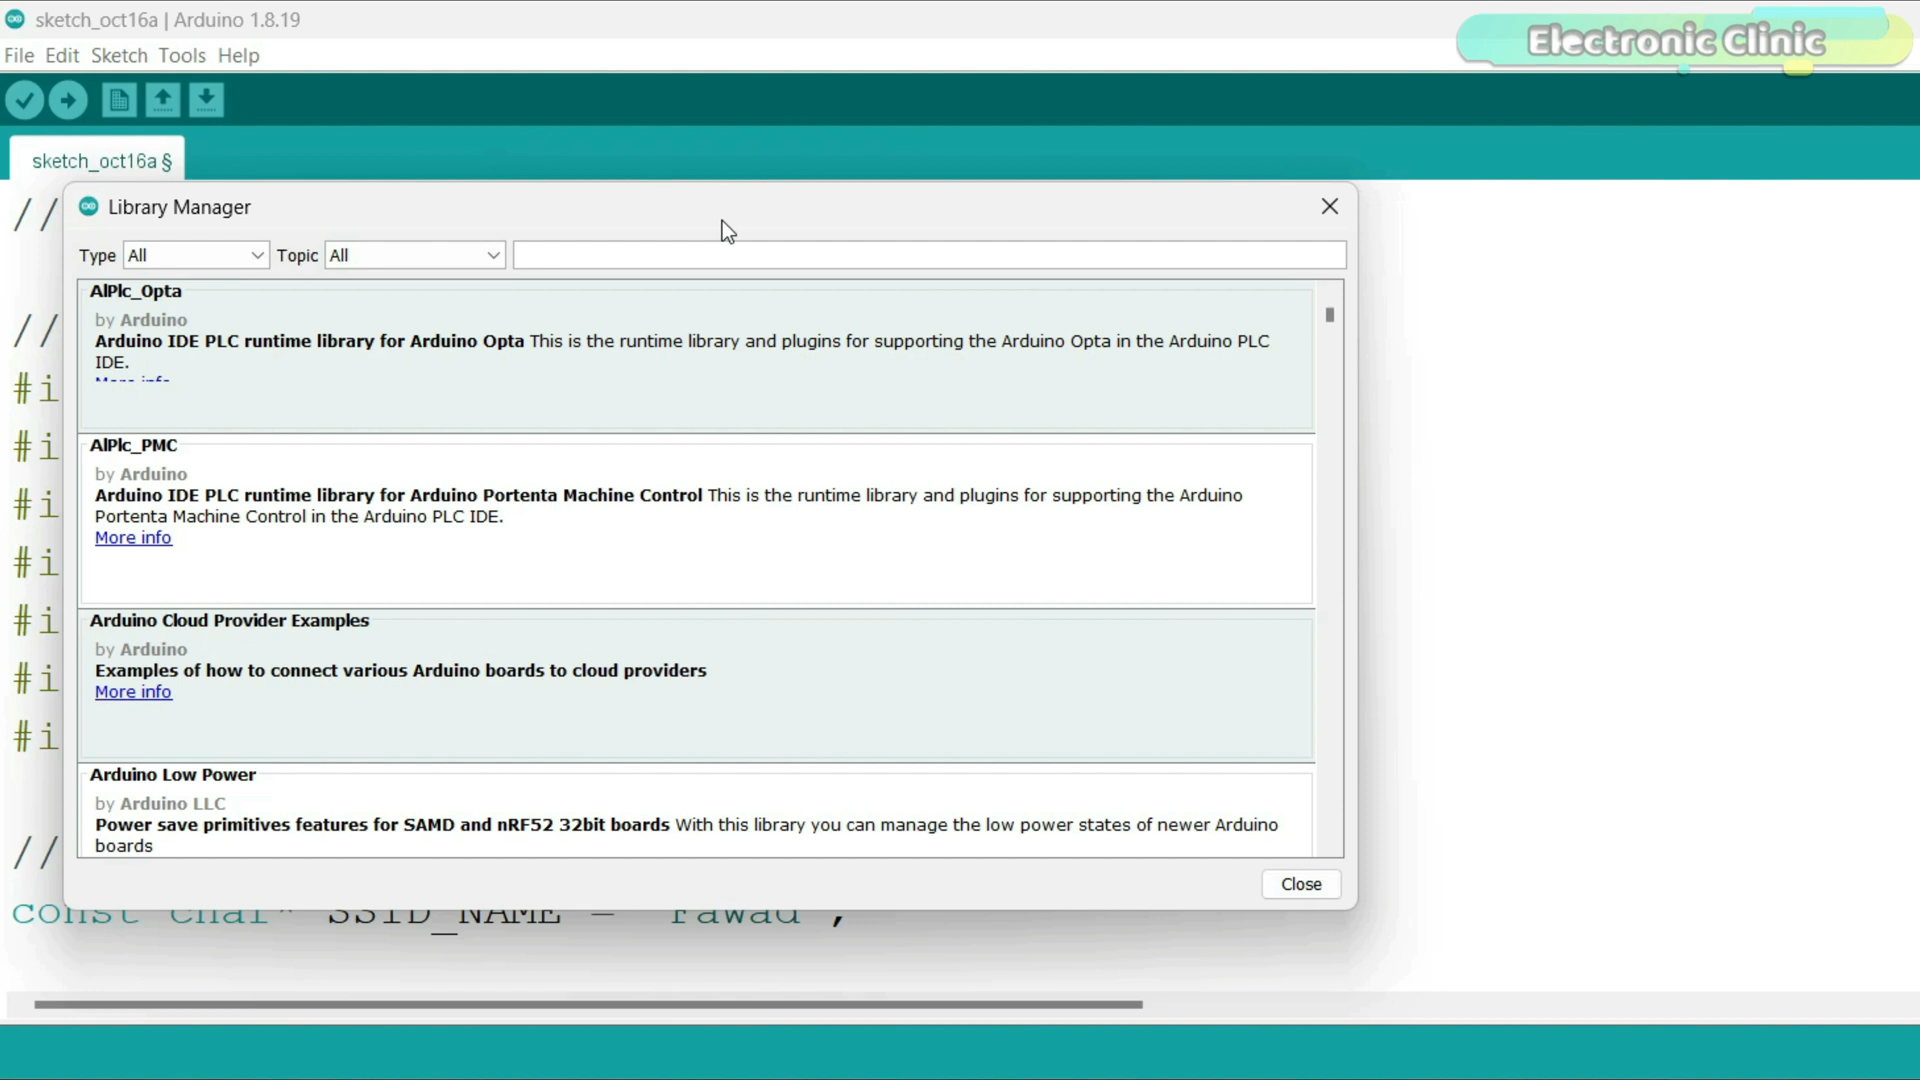 sketch_oct16a | Arduino 1.8.19
Electronic Clinic
File Edit Sketch Tools Help
sketch_oct16a §
//
Library Manager
Type All Topic All
AlPlc_Opta
by Arduino
Arduino IDE PLC runtime library for Arduino Opta This is the runtime library and plugins for supporting the Arduino Opta in the Arduino PLC
IDE.
More info
//
#i
#i
#i
#i
#i
#i
#i
AlPlc_PMC
by Arduino
Arduino IDE PLC runtime library for Arduino Portenta Machine Control This is the runtime library and plugins for supporting the Arduino
Portenta Machine Control in the Arduino PLC IDE.
More info
Arduino Cloud Provider Examples
by Arduino
Examples of how to connect various Arduino boards to cloud providers
More info
Arduino Low Power
by Arduino LLC
Power save primitives features for SAMD and nRF52 32bit boards With this library you can manage the low power states of newer Arduino
boards
//
Close
const char* SSID_NAME = "Fawad";